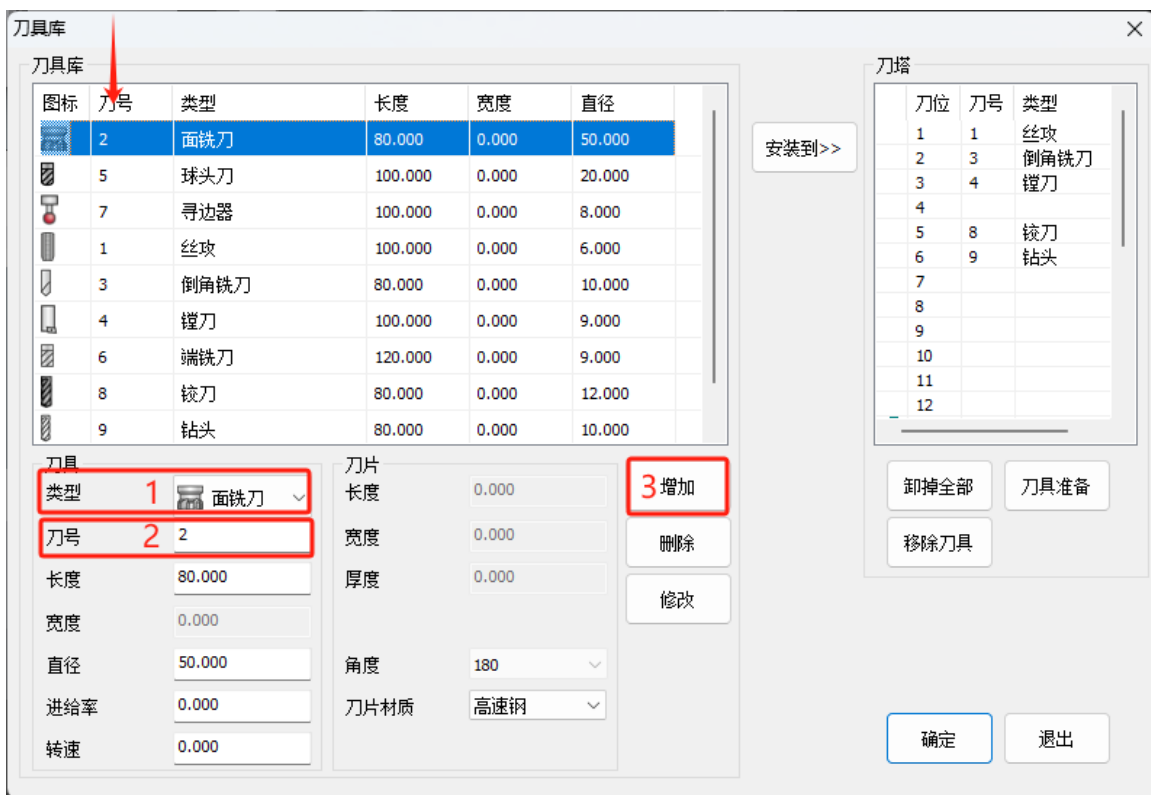 刀具库
刀具库
图标 刀号 类型 长度 宽度 直径
2 面铣刀 80.000 0.000 50.000
5 球头刀 100.000 0.000 20.000
7 寻边器 100.000 0.000 8.000
1 丝攻 100.000 0.000 6.000
3 倒角铣刀 80.000 0.000 10.000
4 镗刀 100.000 0.000 9.000
6 端铣刀 120.000 0.000 9.000
8 铰刀 80.000 0.000 12.000
9 钻头 80.000 0.000 10.000
安装到>>
刀塔
刀位 刀号 类型
1 1 丝攻
2 3 倒角铣刀
3 4 镗刀
4
5 8 铰刀
6 9 钻头
7
8
9
10
11
12
刀具
类型 1 面铣刀
刀号 2 2
长度 80.000
宽度 0.000
直径 50.000
进给率 0.000
转速 0.000
刀片
长度 0.000
宽度 0.000
厚度 0.000
角度 180
刀片材质 高速钢
3 增加
删除
修改
卸掉全部 刀具准备
移除刀具
确定 退出